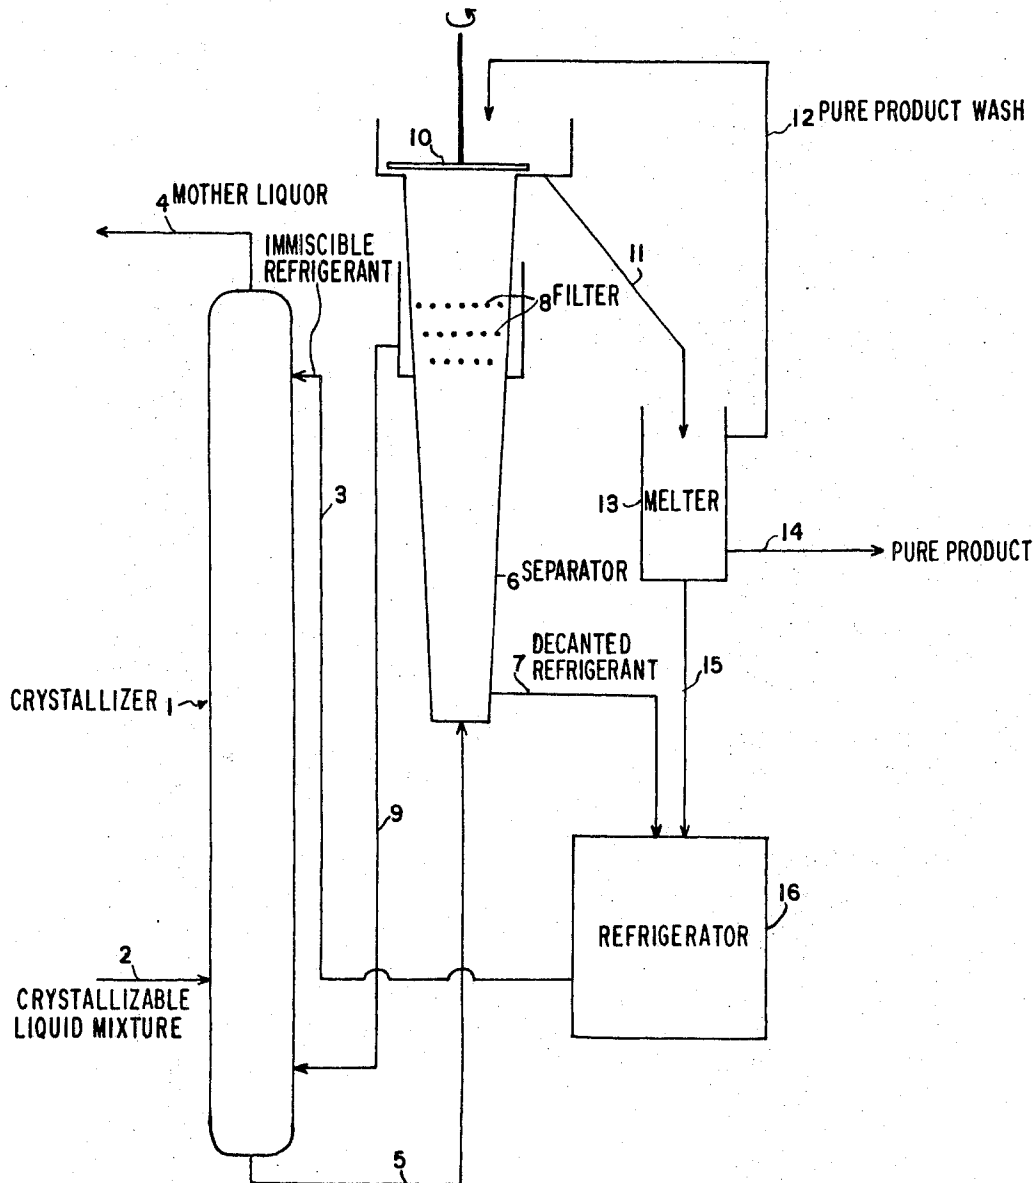 10
12 PURE PRODUCT WASH
4 MOTHER LIQUOR
IMMISCIBLE
REFRIGERANT
11
8 FILTER
3
13 MELTER
14
PURE PRODUCT
6 SEPARATOR
DECANTED
7 REFRIGERANT
15
CRYSTALLIZER 1
9
16
REFRIGERATOR
2
CRYSTALLIZABLE
LIQUID MIXTURE
5